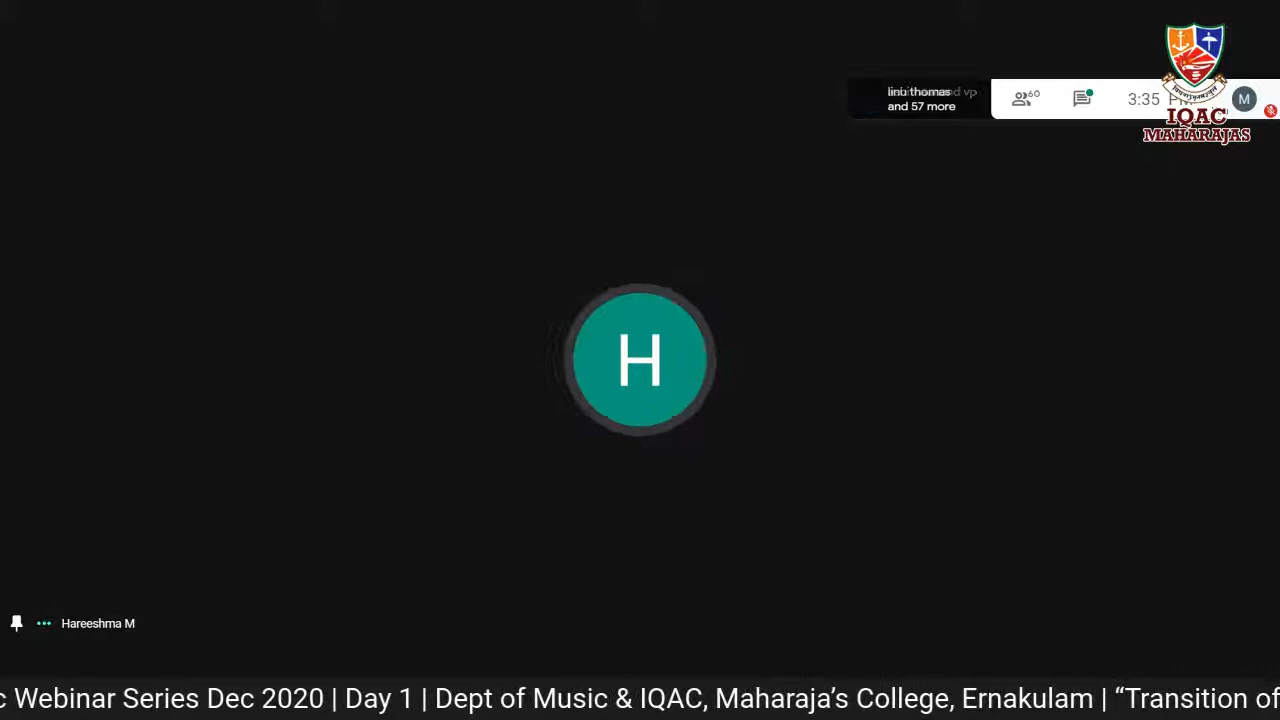 linu thomas
and 57 more
60
3:35
M
IQAC
MAHARAJAS
H
Hareeshma M
c Webinar Series Dec 2020 | Day 1 | Dept of Music & IQAC, Maharaja’s College, Ernakulam | “Transition of